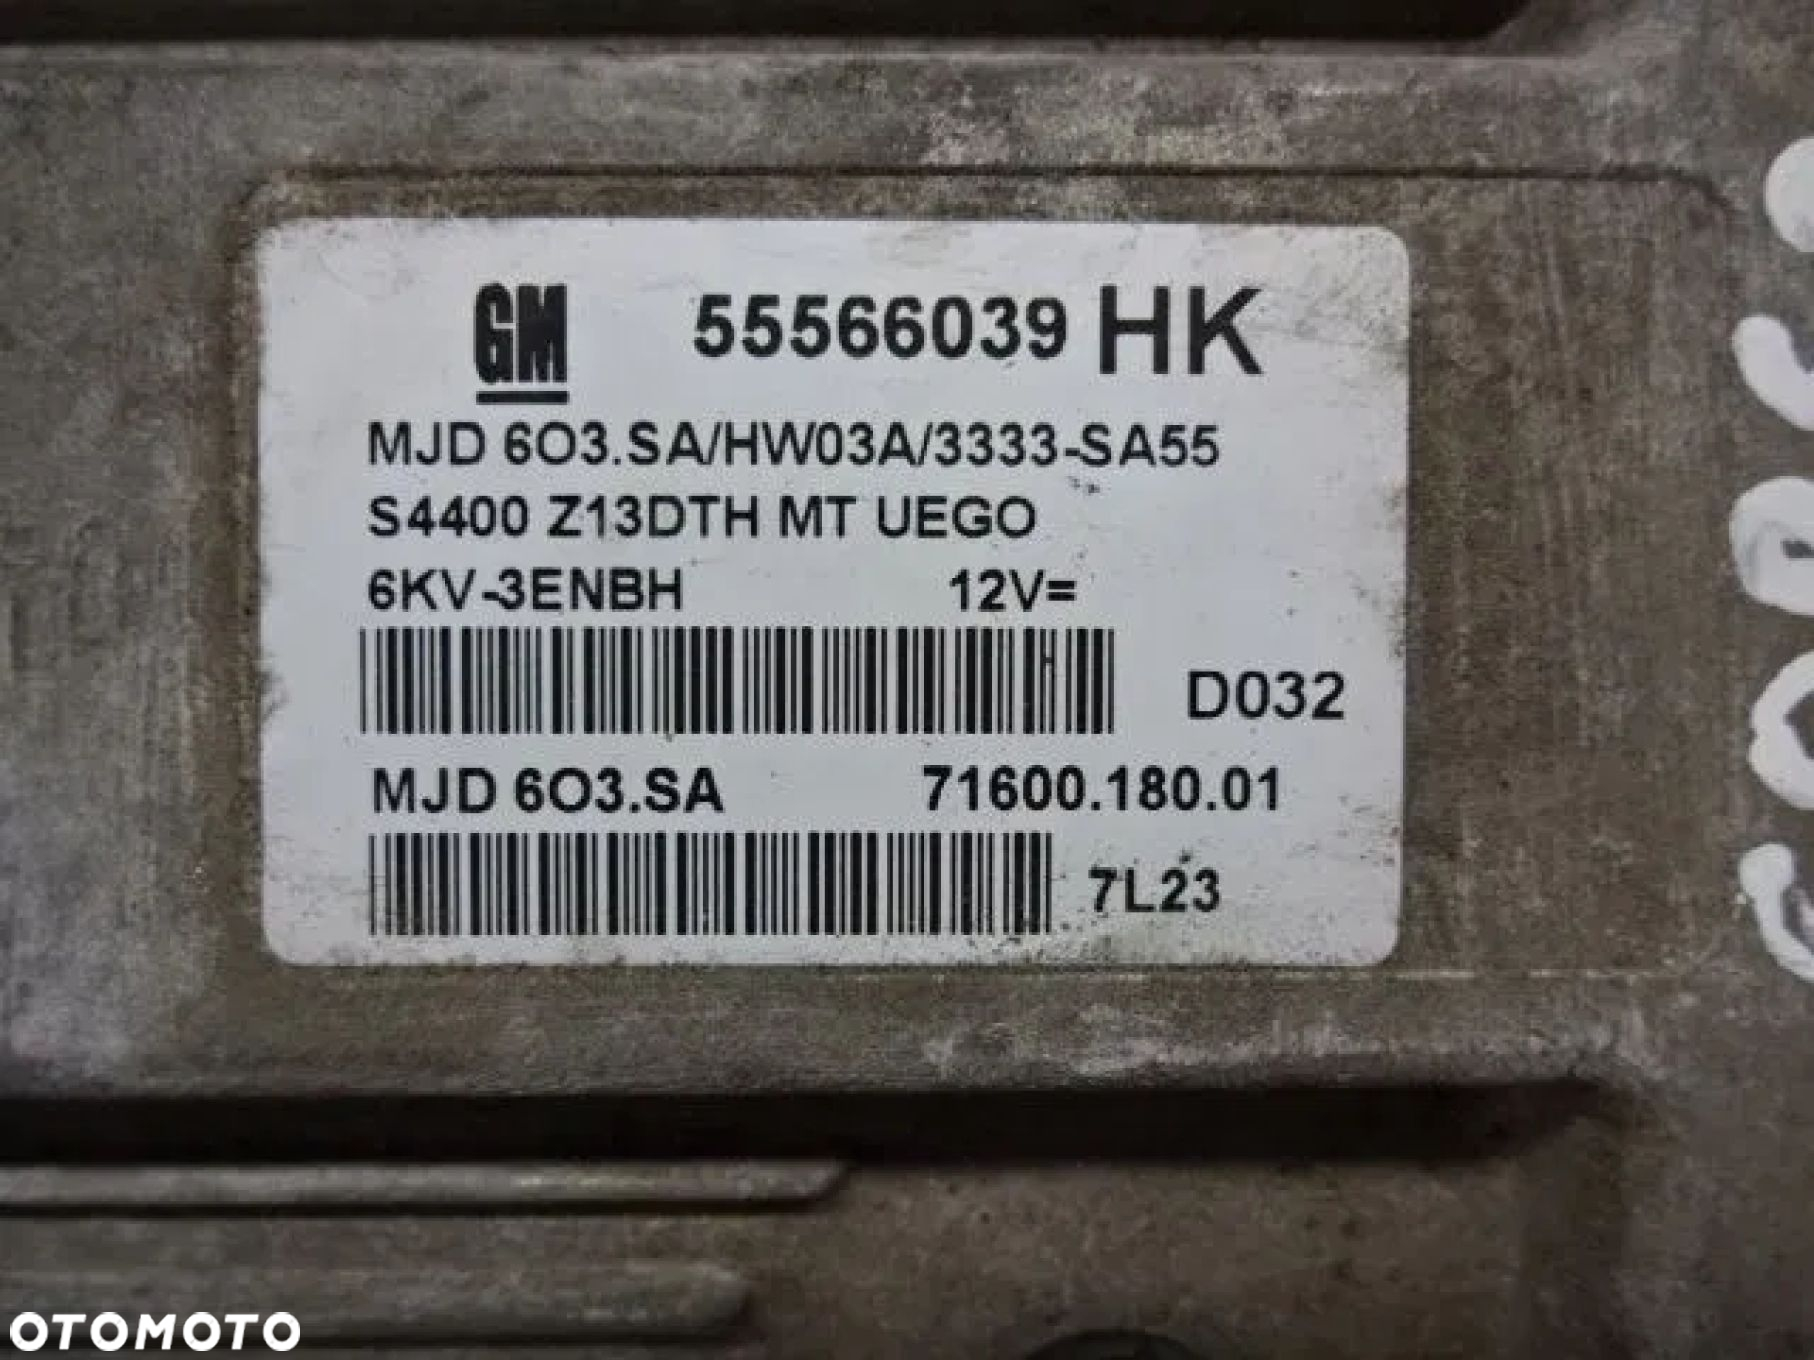 GM 55566039 HK
MJD 6O3.SA/HW03A/3333-SA55
S4400 Z13DTH MT UEGO
6KV-3ENBH 12V=
D032
MJD 6O3.SA 71600.180.01
7L23
OTOMOTO